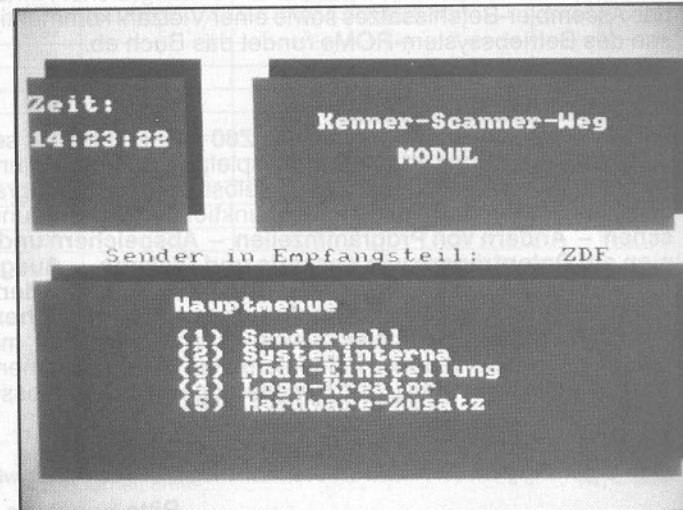 Zeit:
14:23:22
Kenner-Scanner-Weg
MODUL
Sender in Empfangsteil: ZDF
Hauptmenue
(1) Senderwahl
(2) Systeminterna
(3) Modi-Einstellung
(4) Logo-Kreator
(5) Hardware-Zusatz